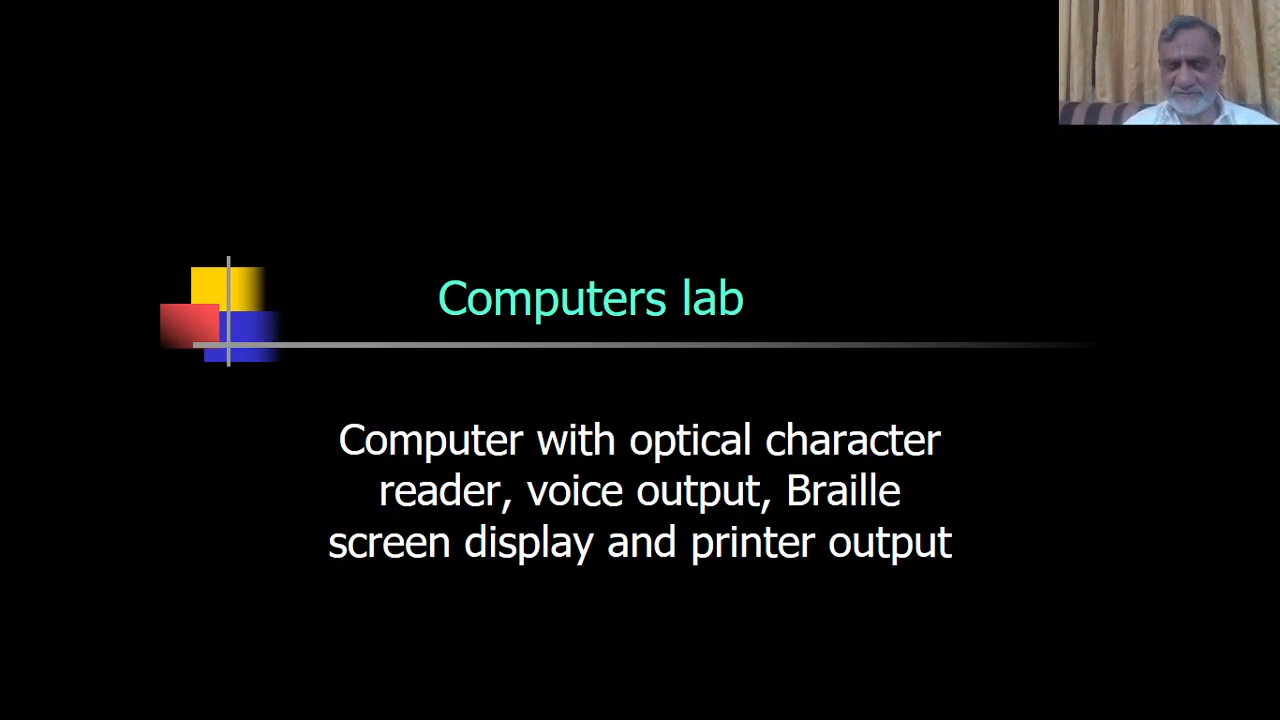 Computers lab
Computer with optical character
reader, voice output, Braille
screen display and printer output